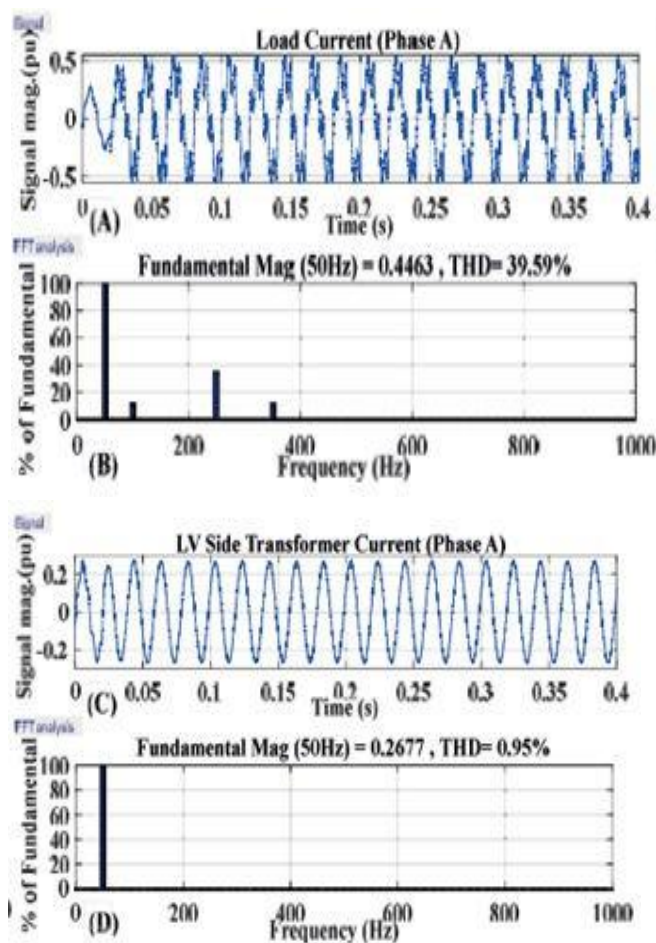 Signal
Load Current (Phase A)
Signal mag.(pu)
0.5
0
-0.5
0 0.05 0.1 0.15 0.2 0.25 0.3 0.35 0.4
(A)
Time (s)
FFT analysis
Fundamental Mag (50Hz) = 0.4463 , THD= 39.59%
% of Fundamental
100
80
60
40
20
0
0 200 400 600 800 1000
(B)
Frequency (Hz)
Signal
LV Side Transformer Current (Phase A)
Signal mag.(pu)
0.2
0
-0.2
0 0.05 0.1 0.15 0.2 0.25 0.3 0.35 0.4
(C)
Time (s)
FFT analysis
Fundamental Mag (50Hz) = 0.2677 , THD= 0.95%
% of Fundamental
100
80
60
40
20
0
0 200 400 600 800 1000
(D)
Frequency (Hz)